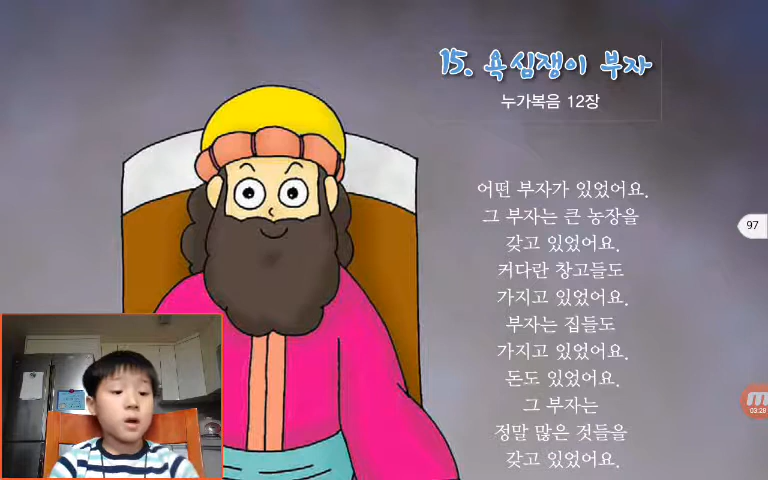 15. 욕심쟁이 부자
누가복음 12장
어떤 부자가 있었어요.
그 부자는 큰 농장을
갖고 있었어요.
커다란 창고들도
가지고 있었어요.
부자는 집들도
가지고 있었어요.
돈도 있었어요.
그 부자는
정말 많은 것들을
갖고 있었어요.
97
m
03:28